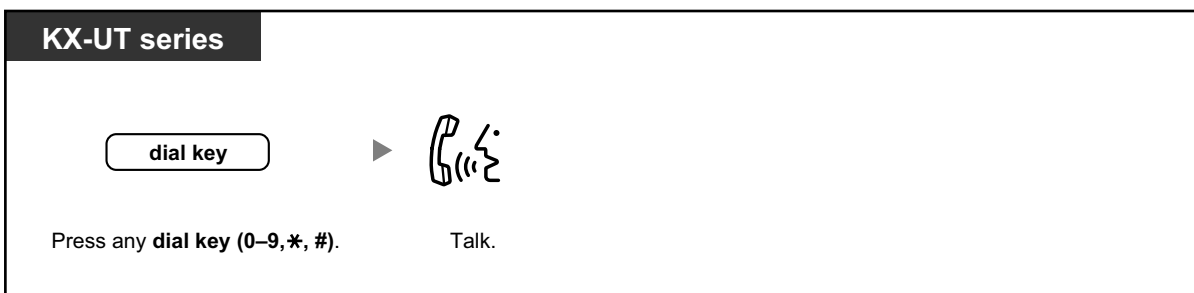 KX-UT series
dial key
Press any dial key (0–9,✱, #). Talk.